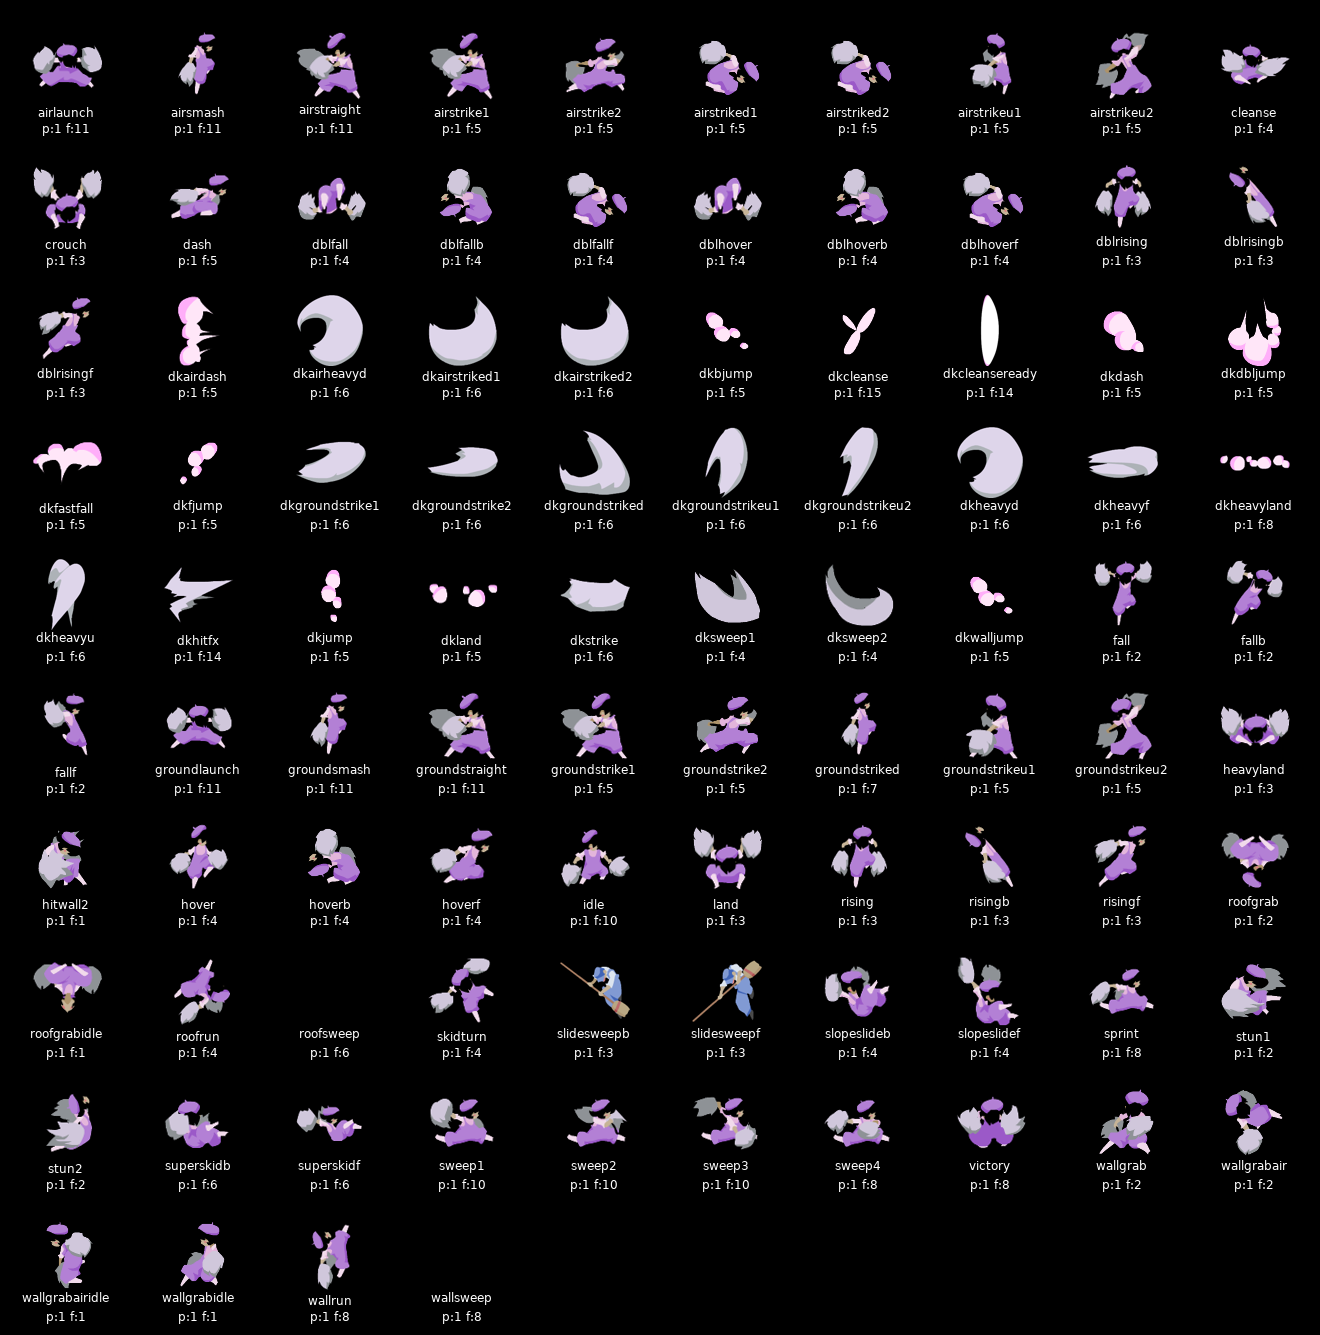 airlaunch airsmash airstraight airstrike1 airstrike2 airstriked1 airstriked2 airstrikeu1 airstrikeu2 cleanse
p:1 f:11 p:1 f:11 p:1 f:11 p:1 f:5 p:1 f:5 p:1 f:5 p:1 f:5 p:1 f:5 p:1 f:5 p:1 f:4
crouch dash dblfall dblfallb dblfallf dblhover dblhoverb dblhoverf dblrising dblrisingb
p:1 f:3 p:1 f:5 p:1 f:4 p:1 f:4 p:1 f:4 p:1 f:4 p:1 f:4 p:1 f:4 p:1 f:3 p:1 f:3
dblrisingf dkairdash dkairheavyd dkairstriked1 dkairstriked2 dkbjump dkcleanse dkcleanseready dkdash dkdbljump
p:1 f:3 p:1 f:5 p:1 f:6 p:1 f:6 p:1 f:6 p:1 f:5 p:1 f:15 p:1 f:14 p:1 f:5 p:1 f:5
dkfastfall dkfjump dkgroundstrike1 dkgroundstrike2 dkgroundstriked dkgroundstrikeu1 dkgroundstrikeu2 dkheavyd dkheavyf dkheavyland
p:1 f:5 p:1 f:5 p:1 f:6 p:1 f:6 p:1 f:6 p:1 f:6 p:1 f:6 p:1 f:6 p:1 f:6 p:1 f:8
dkheavyu dkhitfx dkjump dkland dkstrike dksweep1 dksweep2 dkwalljump fall fallb
p:1 f:6 p:1 f:14 p:1 f:5 p:1 f:5 p:1 f:6 p:1 f:4 p:1 f:4 p:1 f:5 p:1 f:2 p:1 f:2
fallf groundlaunch groundsmash groundstraight groundstrike1 groundstrike2 groundstriked groundstrikeu1 groundstrikeu2 heavyland
p:1 f:2 p:1 f:11 p:1 f:11 p:1 f:11 p:1 f:5 p:1 f:5 p:1 f:7 p:1 f:5 p:1 f:5 p:1 f:3
hitwall2 hover hoverb hoverf idle land rising risingb risingf roofgrab
p:1 f:1 p:1 f:4 p:1 f:4 p:1 f:4 p:1 f:10 p:1 f:3 p:1 f:3 p:1 f:3 p:1 f:3 p:1 f:2
roofgrabidle roofrun roofsweep skidturn slidesweepb slidesweepf slopeslideb slopeslidef sprint stun1
p:1 f:1 p:1 f:4 p:1 f:6 p:1 f:4 p:1 f:3 p:1 f:3 p:1 f:4 p:1 f:4 p:1 f:8 p:1 f:2
stun2 superskidb superskidf sweep1 sweep2 sweep3 sweep4 victory wallgrab wallgrabair
p:1 f:2 p:1 f:6 p:1 f:6 p:1 f:10 p:1 f:10 p:1 f:10 p:1 f:8 p:1 f:8 p:1 f:2 p:1 f:2
wallgrabairidle wallgrabidle wallrun wallsweep
p:1 f:1 p:1 f:1 p:1 f:8 p:1 f:8